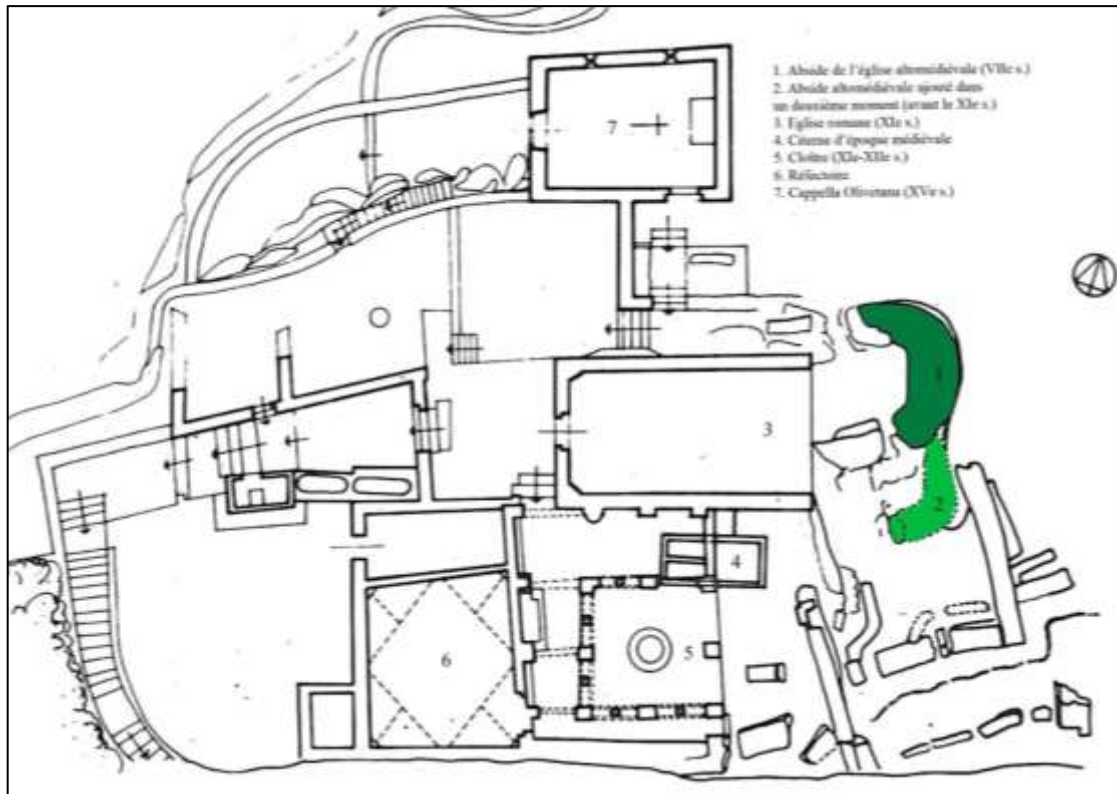 1. Abside de l'église altomédiévale (VIIe s.)
2. Abside altomédiévale ajouté dans
un deuxième moment (avant le XIe s.)
3. Eglise romane (XIe s.)
4. Citerne d'époque médiévale
5. Cloître (XIe-XIIe s.)
6. Réfectoire
7. Cappella Olivetana (XVe s.)
7
1
3
2
4
5
6